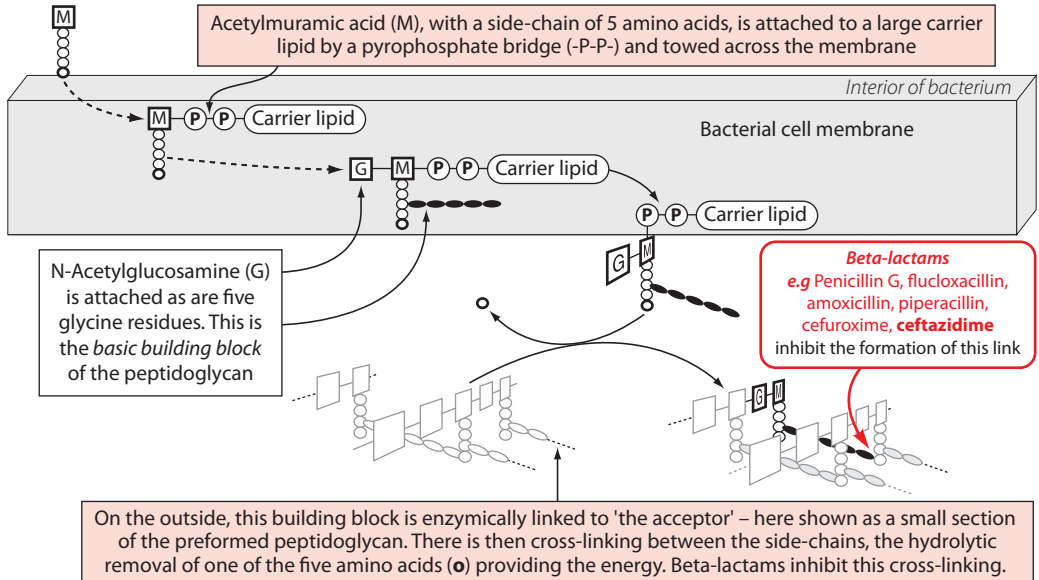 M
Acetylmuramic acid (M), with a side-chain of 5 amino acids, is attached to a large carrier
lipid by a pyrophosphate bridge (-P-P-) and towed across the membrane
Interior of bacterium
M P P Carrier lipid
Bacterial cell membrane
G M P P Carrier lipid
P P Carrier lipid
G M
N-Acetylglucosamine (G)
is attached as are five
glycine residues. This is
the basic building block
of the peptidoglycan
Beta-lactams
e.g Penicillin G, flucloxacillin,
amoxicillin, piperacillin,
cefuroxime, ceftazidime
inhibit the formation of this link
G M
On the outside, this building block is enzymically linked to 'the acceptor' – here shown as a small section
of the preformed peptidoglycan. There is then cross-linking between the side-chains, the hydrolytic
removal of one of the five amino acids (o) providing the energy. Beta-lactams inhibit this cross-linking.